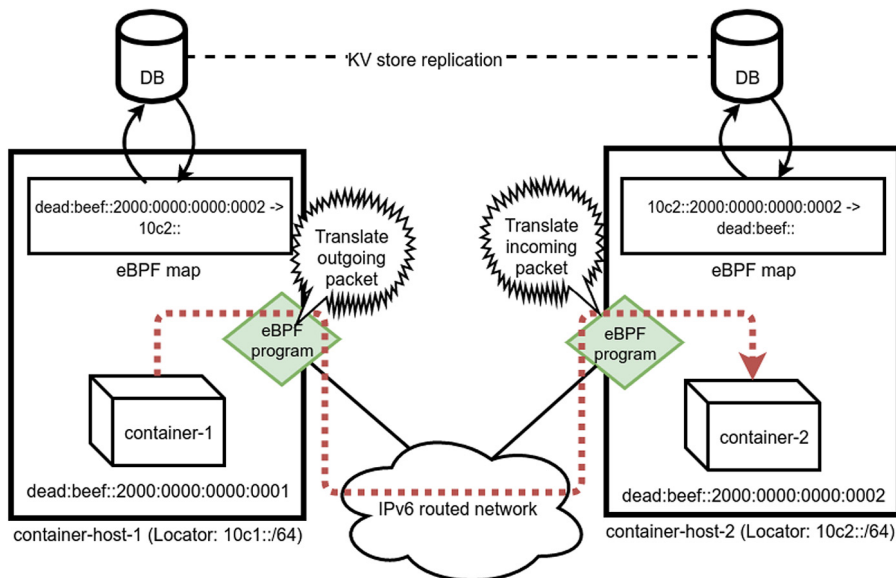 DB
KV store replication
DB
dead:beef::2000:0000:0000:0002 ->
10c2::
eBPF map
Translate
outgoing
packet
Translate
incoming
packet
10c2::2000:0000:0000:0002 ->
dead:beef::
eBPF map
eBPF
program
eBPF
program
container-1
container-2
dead:beef::2000:0000:0000:0001
dead:beef::2000:0000:0000:0002
IPv6 routed network
container-host-1 (Locator: 10c1::/64)
container-host-2 (Locator: 10c2::/64)